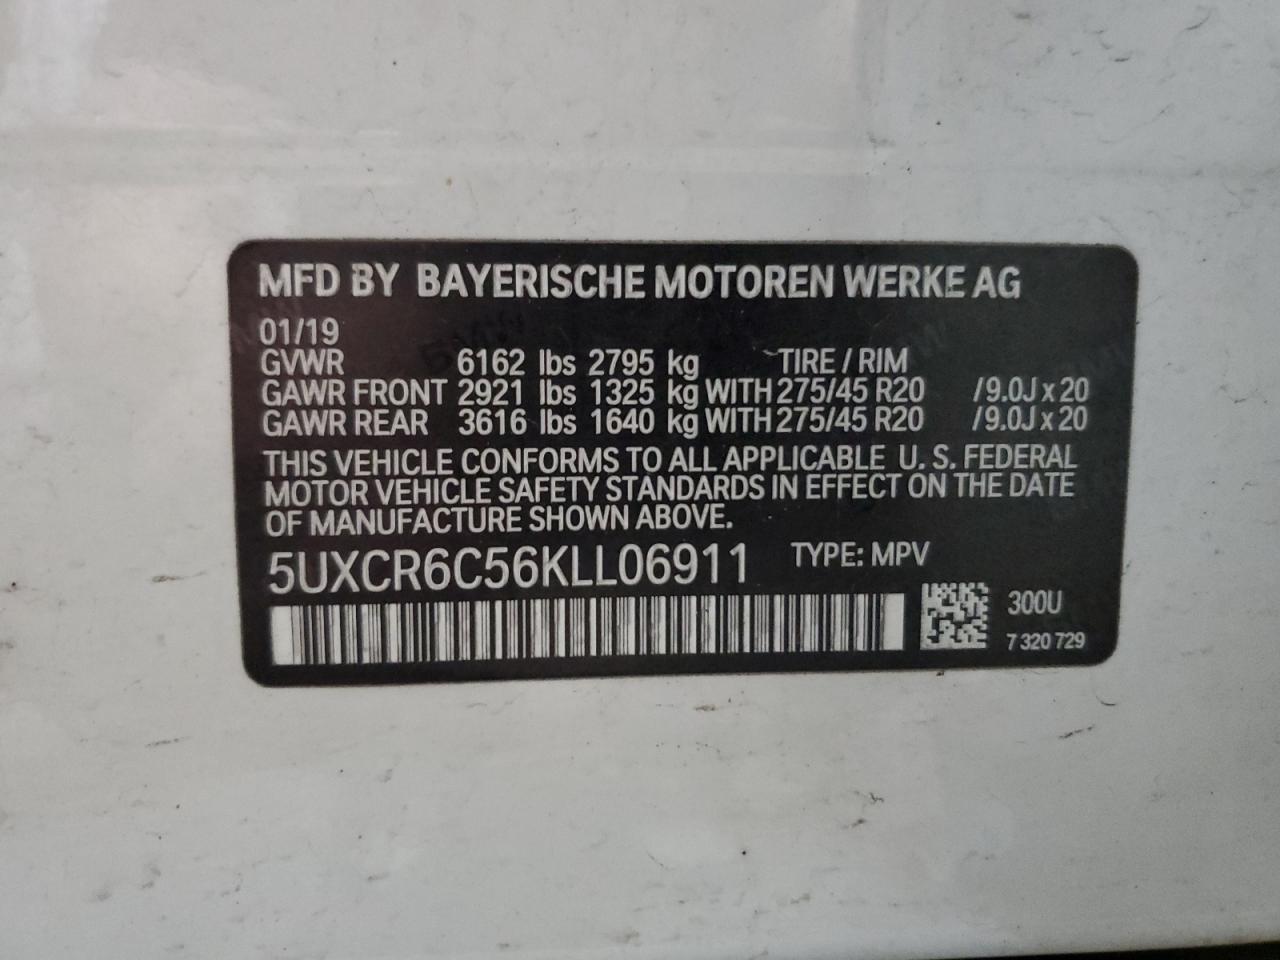 MFD BY BAYERISCHE MOTOREN WERKE AG
01/19
GVWR 6162 lbs 2795 kg TIRE / RIM
GAWR FRONT 2921 lbs 1325 kg WITH 275/45 R20 /9.0J x 20
GAWR REAR 3616 lbs 1640 kg WITH 275/45 R20 /9.0J x 20
THIS VEHICLE CONFORMS TO ALL APPLICABLE U. S. FEDERAL
MOTOR VEHICLE SAFETY STANDARDS IN EFFECT ON THE DATE
OF MANUFACTURE SHOWN ABOVE.
5UXCR6C56KLL06911 TYPE: MPV
300U
7 320 729